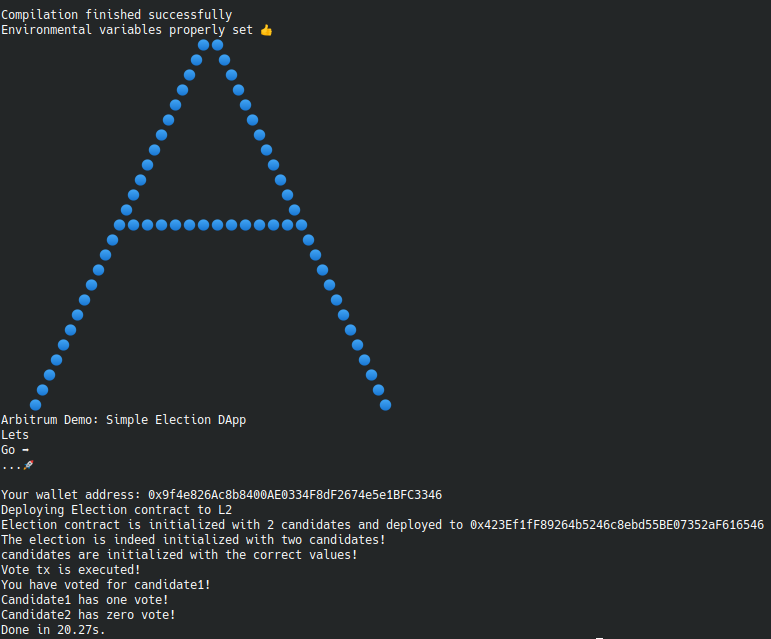 Compilation finished successfully
Environmental variables properly set 👍
Arbitrum Demo: Simple Election DApp
Lets
Go ➡
...🚀
Your wallet address: 0x9f4e826Ac8b8400AE0334F8dF2674e5e1BFC3346
Deploying Election contract to L2
Election contract is initialized with 2 candidates and deployed to 0x423Ef1fF89264b5246c8ebd55BE07352aF616546
The election is indeed initialized with two candidates!
candidates are initialized with the correct values!
Vote tx is executed!
You have voted for candidate1!
Candidate1 has one vote!
Candidate2 has zero vote!
Done in 20.27s.